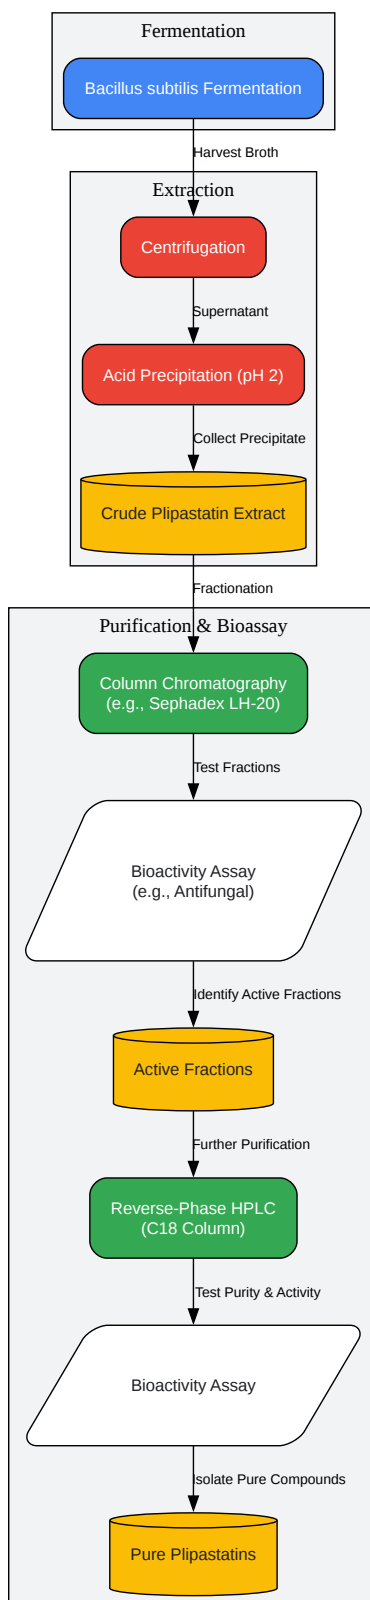 Fermentation
Bacillus subtilis Fermentation
Harvest Broth
Extraction
Centrifugation
Supernatant
Acid Precipitation (pH 2)
Collect Precipitate
Crude Plipastatin Extract
Fractionation
Purification & Bioassay
Column Chromatography
(e.g., Sephadex LH-20)
Test Fractions
Bioactivity Assay
(e.g., Antifungal)
Identify Active Fractions
Active Fractions
Further Purification
Reverse-Phase HPLC
(C18 Column)
Test Purity & Activity
Bioactivity Assay
Isolate Pure Compounds
Pure Plipastatins